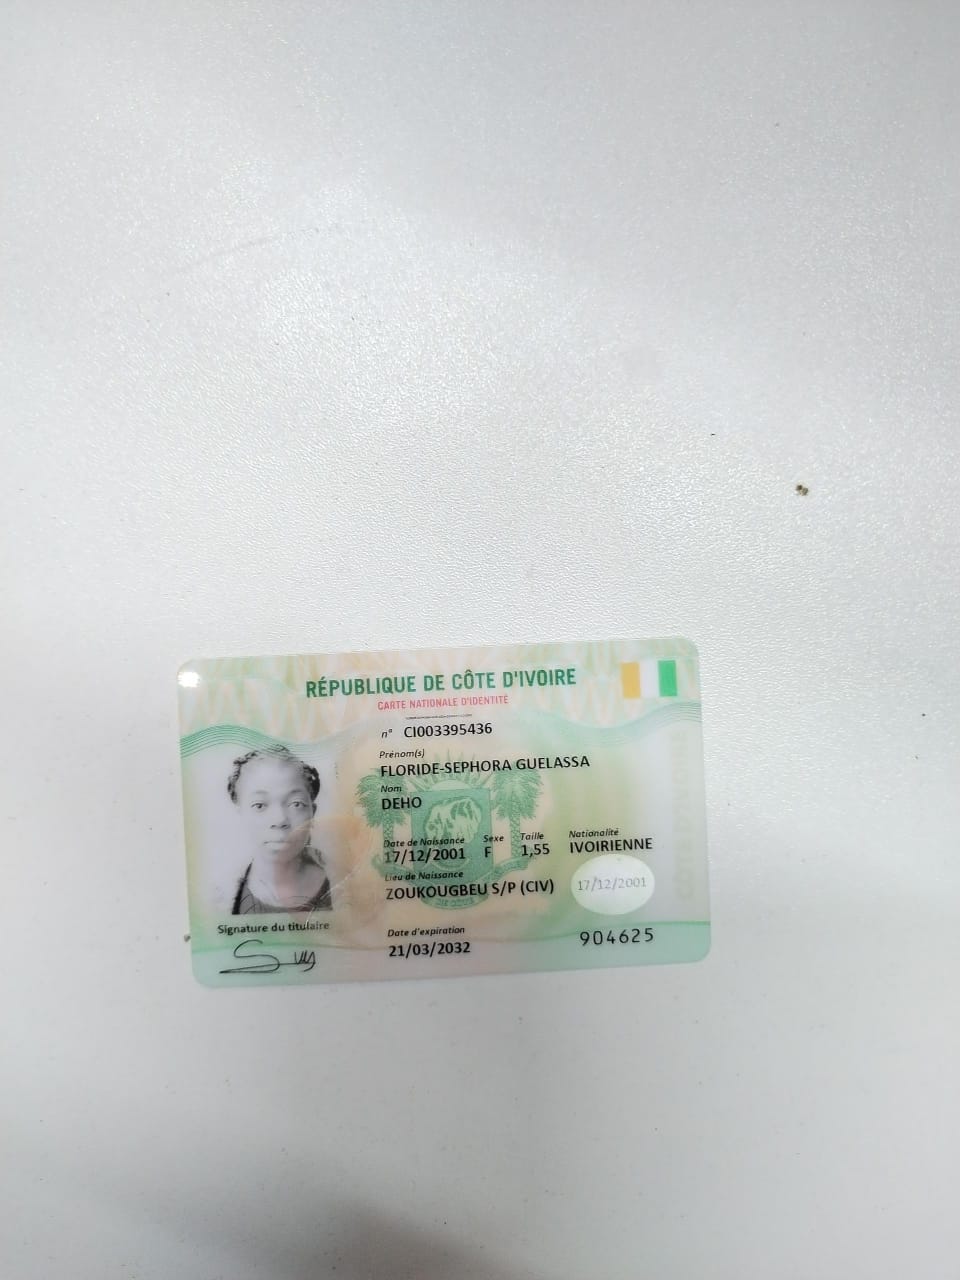 RÉPUBLIQUE DE CÔTE D'IVOIRE
CARTE NATIONALE D'IDENTITÉ
n° CI003395436
Prénom(s)
FLORIDE-SEPHORA GUELASSA
Nom
DEHO
Date de Naissance Sexe Taille Nationalité
17/12/2001 F 1,55 IVOIRIENNE
Lieu de Naissance
ZOUKOUGBEU S/P (CIV)
17/12/2001
Signature du titulaire
Date d'expiration
21/03/2032
904625